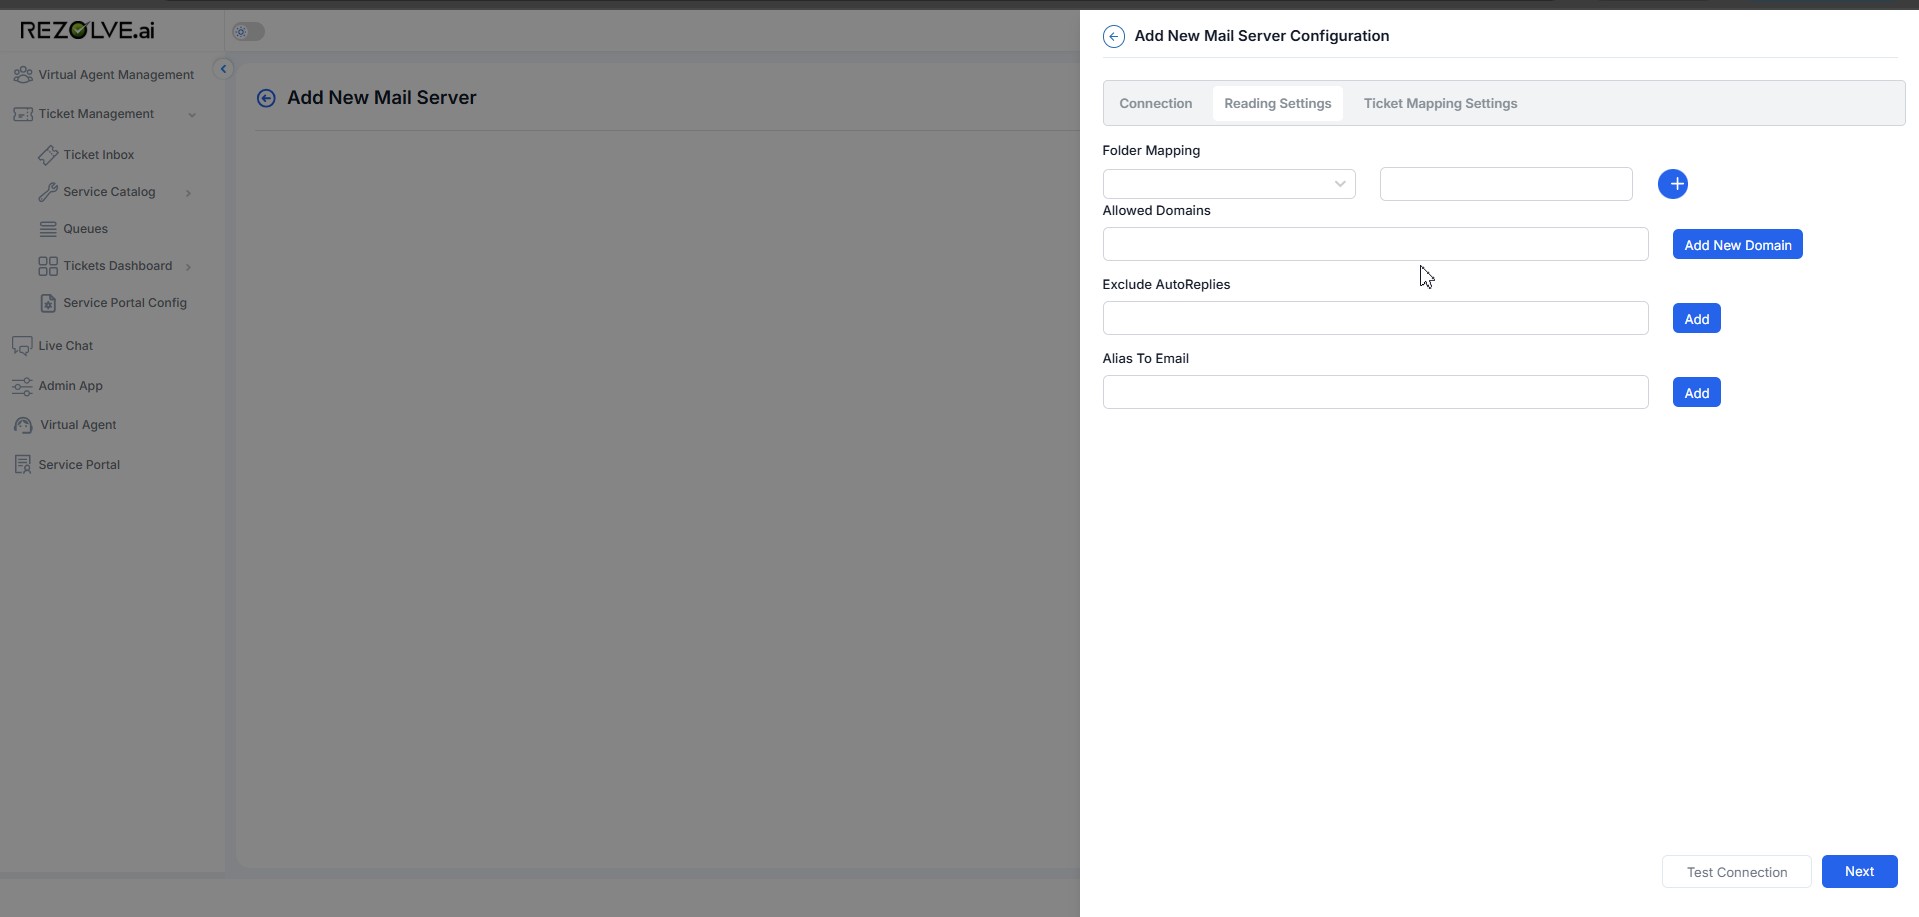 REZOLVE.ai
Virtual Agent Management
Ticket Management
Ticket Inbox
Service Catalog
Queues
Tickets Dashboard
Service Portal Config
Live Chat
Admin App
Virtual Agent
Service Portal
Add New Mail Server
Add New Mail Server Configuration
Connection Reading Settings Ticket Mapping Settings
Folder Mapping
Allowed Domains
Add New Domain
Exclude AutoReplies
Add
Alias To Email
Add
Test Connection Next